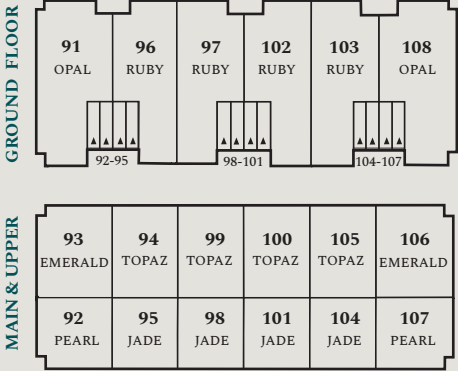 GROUND FLOOR
91 96 97 102 103 108
OPAL RUBY RUBY RUBY RUBY OPAL
92-95 98-101 104-107
MAIN & UPPER
93 94 99 100 105 106
EMERALD TOPAZ TOPAZ TOPAZ TOPAZ EMERALD
92 95 98 101 104 107
PEARL JADE JADE JADE JADE PEARL